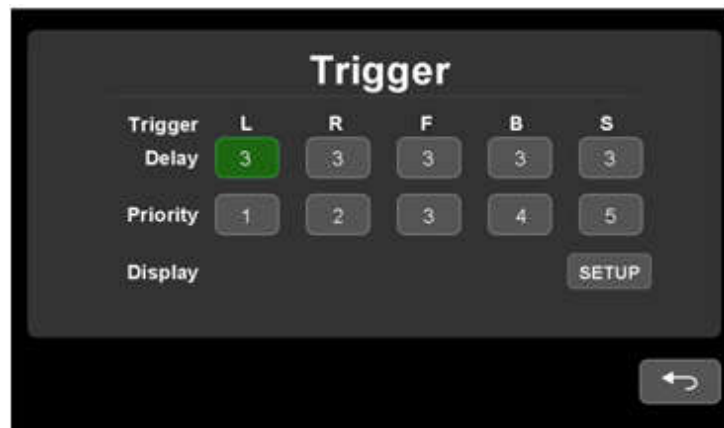 Trigger
Trigger L R F B S
Delay 3 3 3 3 3
Priority 1 2 3 4 5
Display SETUP